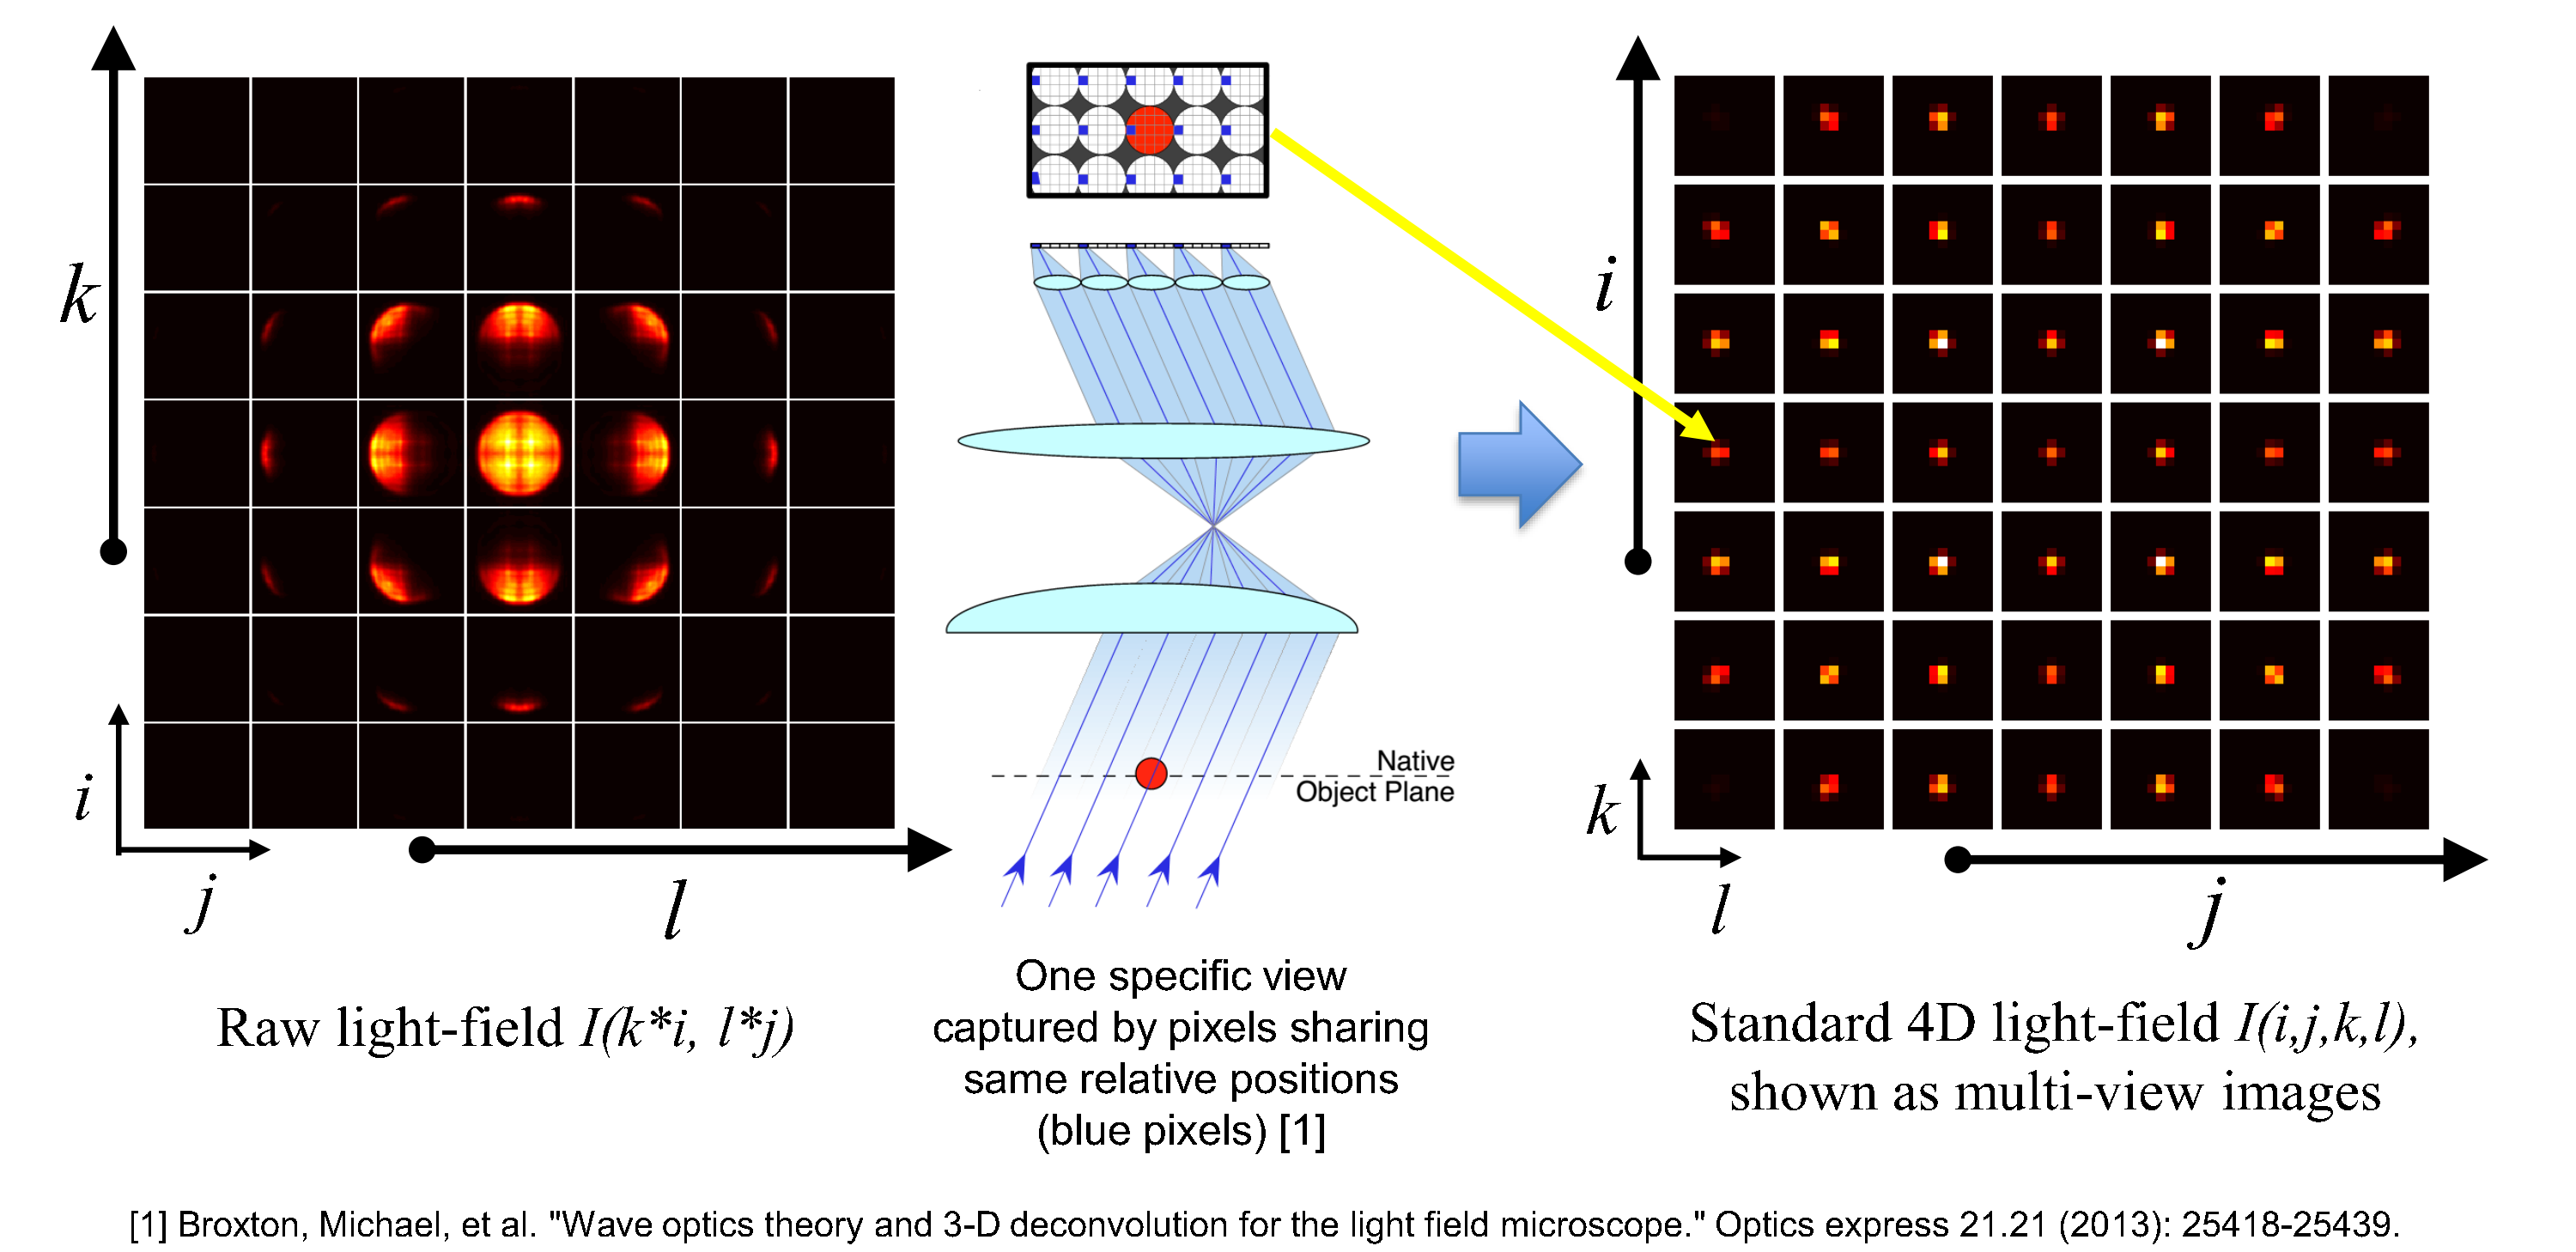 k
i
j
l
Raw light-field I(k*i, l*j)
Native
Object Plane
One specific view
captured by pixels sharing
same relative positions
(blue pixels) [1]
i
k
l
j
Standard 4D light-field I(i,j,k,l),
shown as multi-view images
[1] Broxton, Michael, et al. "Wave optics theory and 3-D deconvolution for the light field microscope." Optics express 21.21 (2013): 25418-25439.